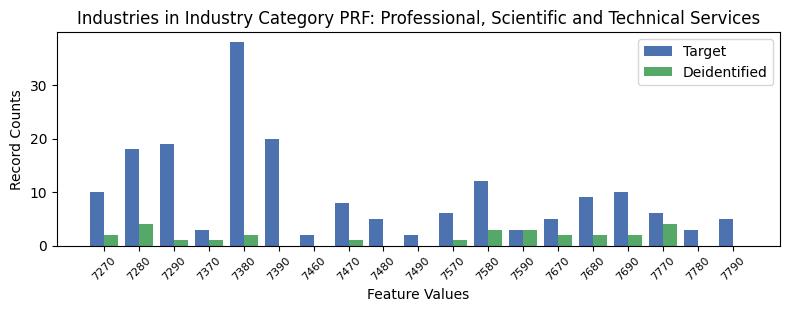 Industries in Industry Category PRF: Professional, Scientific and Technical Services
Target
Deidentified
Record Counts
30
20
10
0
7270 7280 7290 7370 7380 7390 7460 7470 7480 7490 7570 7580 7590 7670 7680 7690 7770 7780 7790
Feature Values